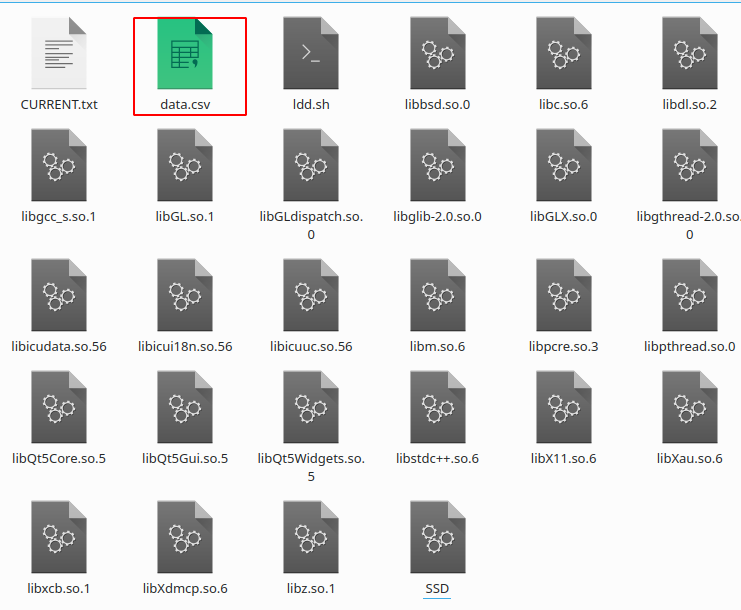 CURRENT.txt
data.csv
ldd.sh
libbsd.so.0
libc.so.6
libdl.so.2
libgcc_s.so.1
libGL.so.1
libGLdispatch.so.
0
libglib-2.0.so.0
libGLX.so.0
libgthread-2.0.so.
0
libicudata.so.56
libicui18n.so.56
libicuuc.so.56
libm.so.6
libpcre.so.3
libpthread.so.0
libQt5Core.so.5
libQt5Gui.so.5
libQt5Widgets.so.
5
libstdc++.so.6
libX11.so.6
libXau.so.6
libxcb.so.1
libXdmcp.so.6
libz.so.1
SSD